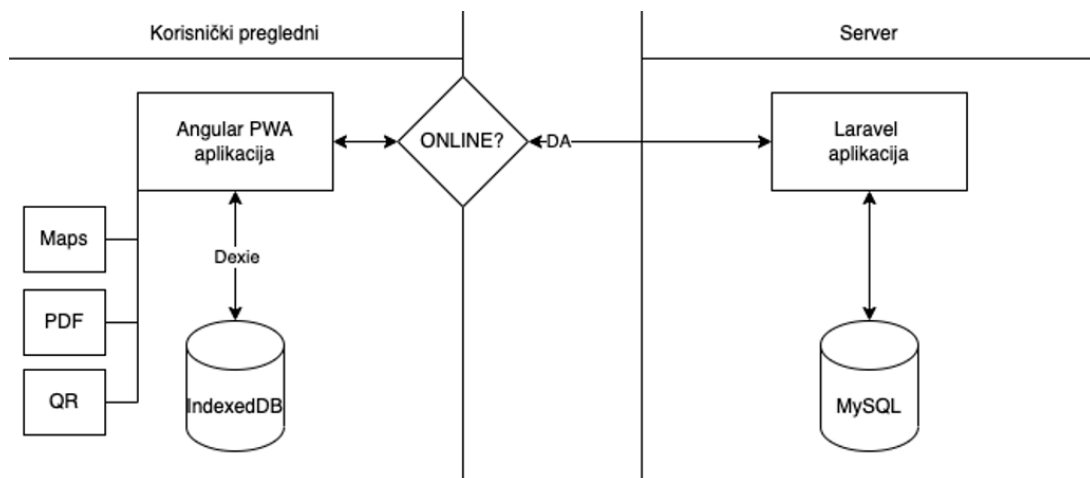 Korisnički pregledni
Server
Angular PWA
aplikacija
ONLINE?
DA
Laravel
aplikacija
Maps
Dexie
PDF
QR
IndexedDB
MySQL